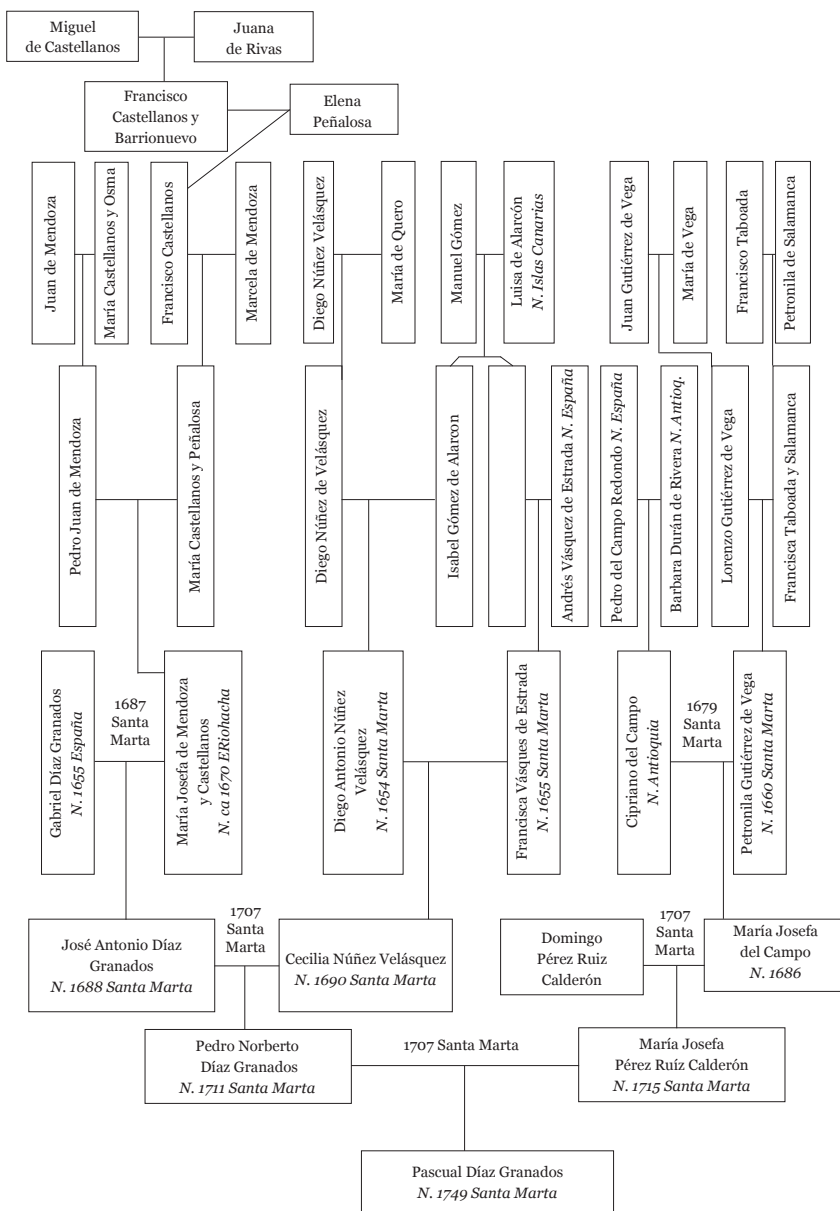 Miguel
de Castellanos
Juana
de Rivas
Francisco
Castellanos y
Barrionuevo
Elena
Peñalosa
Juan de Mendoza
María Castellanos y Osma
Francisco Castellanos
Marcela de Mendoza
Diego Núñez Velásquez
María de Quero
Manuel Gómez
Luisa de Alarcón
N. Islas Canarias
Juan Gutiérrez de Vega
María de Vega
Francisco Taboada
Petronila de Salamanca
Pedro Juan de Mendoza
María Castellanos y Peñalosa
Diego Núñez de Velásquez
Isabel Gómez de Alarcon
Andrés Vásquez de Estrada N. España
Pedro del Campo Redondo N. España
Barbara Durán de Rivera N. Antioq.
Lorenzo Gutiérrez de Vega
Francisca Taboada y Salamanca
Gabriel Díaz Granados
N. 1655 España
1687
Santa
Marta
María Josefa de Mendoza
y Castellanos
N. ca 1670 ERiohacha
Diego Antonio Núñez
Velásquez
N. 1654 Santa Marta
Francisca Vásques de Estrada
N. 1655 Santa Marta
Cipriano del Campo
N. Antioquia
1679
Santa
Marta
Petronila Gutiérrez de Vega
N. 1660 Santa Marta
José Antonio Díaz
Granados
N. 1688 Santa Marta
1707
Santa
Marta
Cecilia Núñez Velásquez
N. 1690 Santa Marta
Domingo
Pérez Ruiz
Calderón
1707
Santa
Marta
María Josefa
del Campo
N. 1686
Pedro Norberto
Díaz Granados
N. 1711 Santa Marta
1707 Santa Marta
María Josefa
Pérez Ruíz Calderón
N. 1715 Santa Marta
Pascual Díaz Granados
N. 1749 Santa Marta